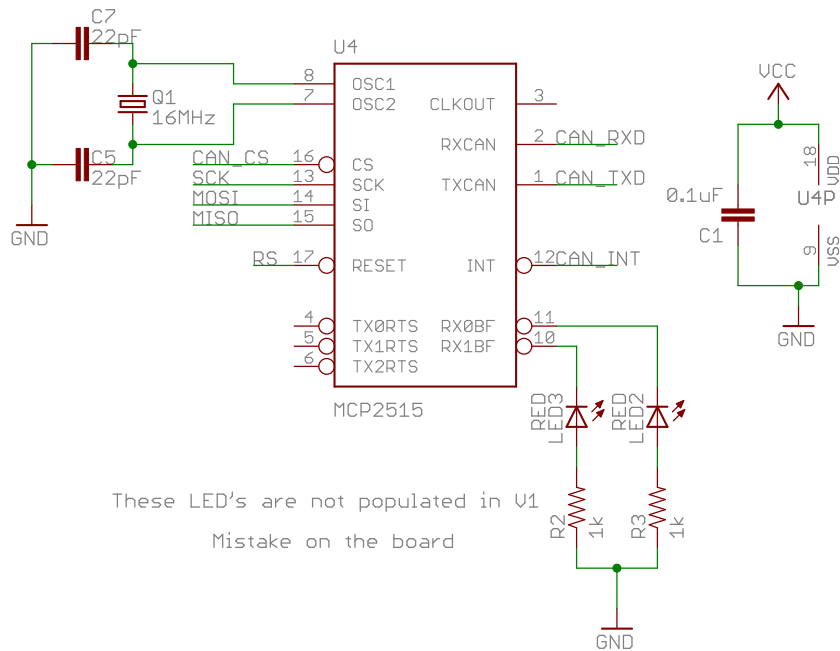 C7
22pF
Q1
16MHz
C5
22pF
GND
U4
8 OSC1
7 OSC2
CAN_CS 16 CS
SCK 13 SCK
MOSI 14 SI
MISO 15 SO
RS 17 RESET
4 TX0RTS
5 TX1RTS
6 TX2RTS
CLKOUT 3
RXCAN 2 CAN_RXD
TXCAN 1 CAN_TXD
INT 12 CAN_INT
RX0BF 11
RX1BF 10
MCP2515
VCC
0.1uF
C1
18 VDD
U4P
9 VSS
GND
RED
LED3
RED
LED2
R2
1k
R3
1k
GND
These LED's are not populated in V1
Mistake on the board